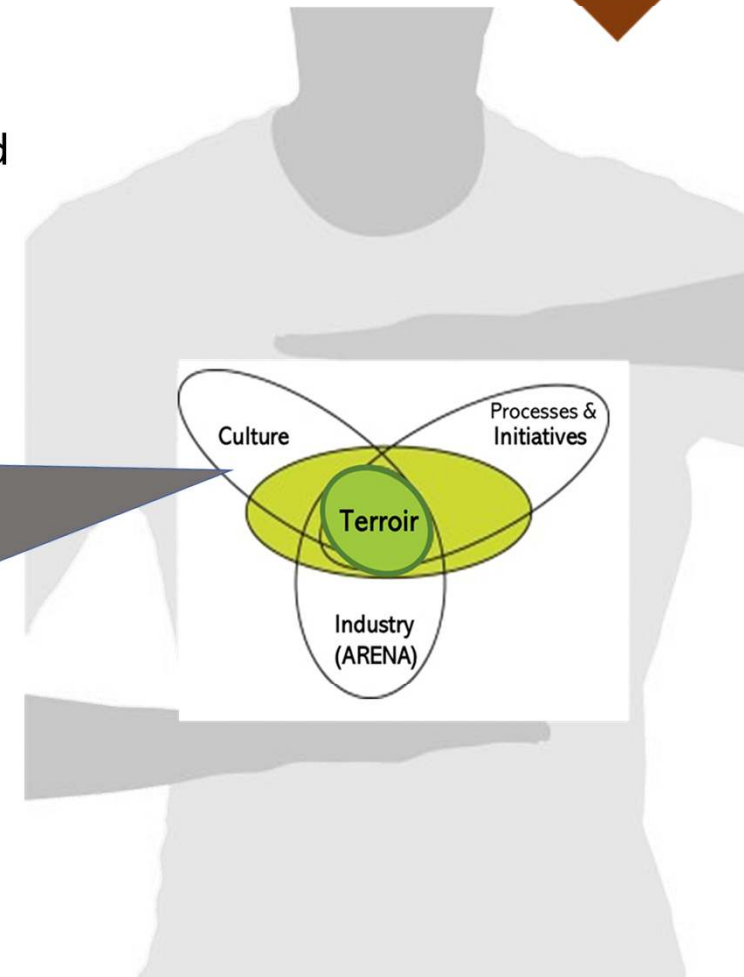 d
Culture
Processes &
Initiatives
Terroir
Industry
(ARENA)